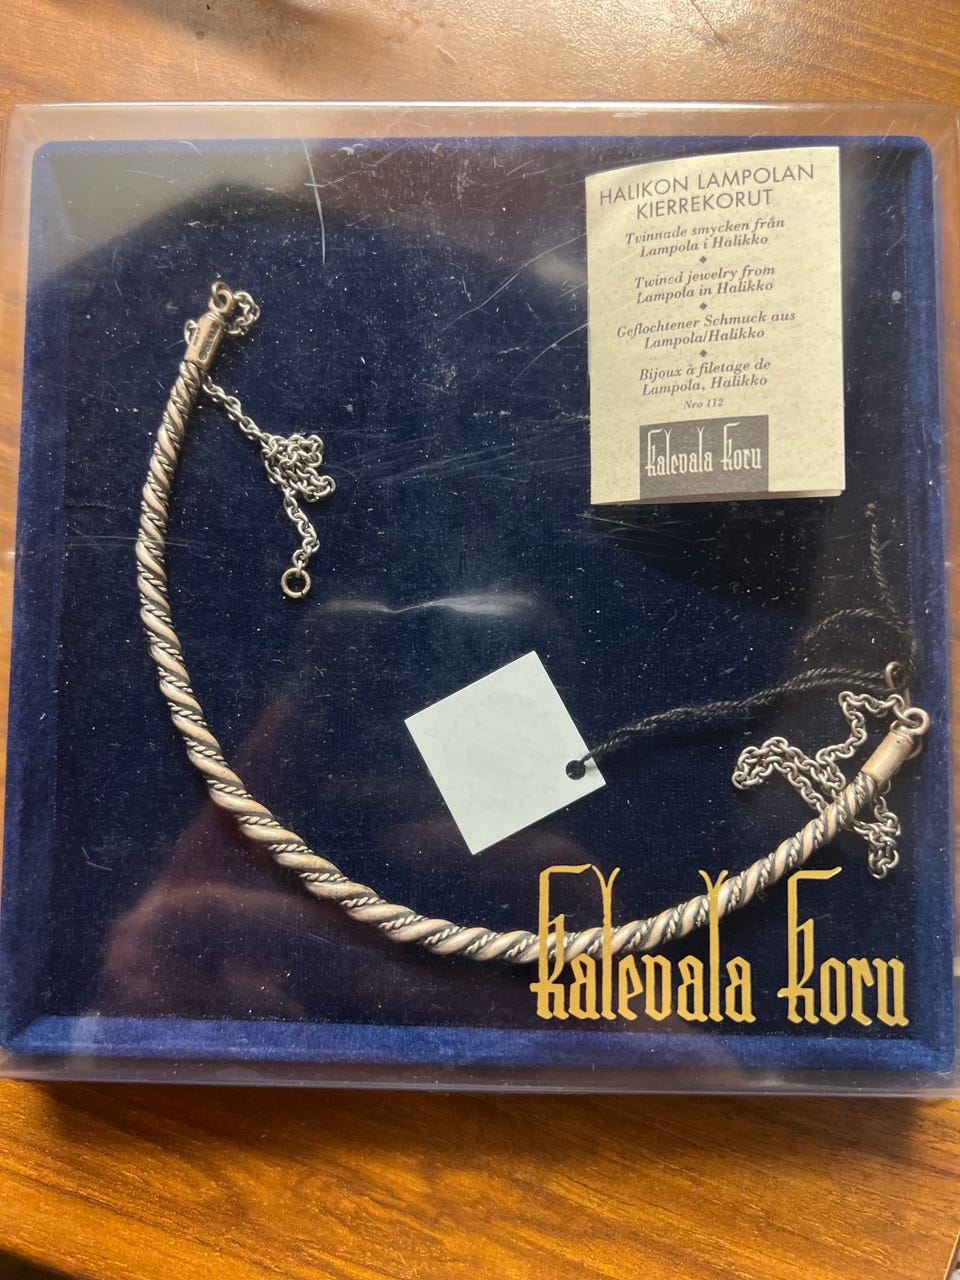 HALIKON LAMPOLAN
KIERREKORUT
Tvinnade smycken från
Lampola i Halikko
Twined jewelry from
Lampola in Halikko
Geflochtener Schmuck aus
Lampola/Halikko
Bijoux à filetage de
Lampola, Halikko
Nro 112
Kalevala Koru
Kalevala Koru